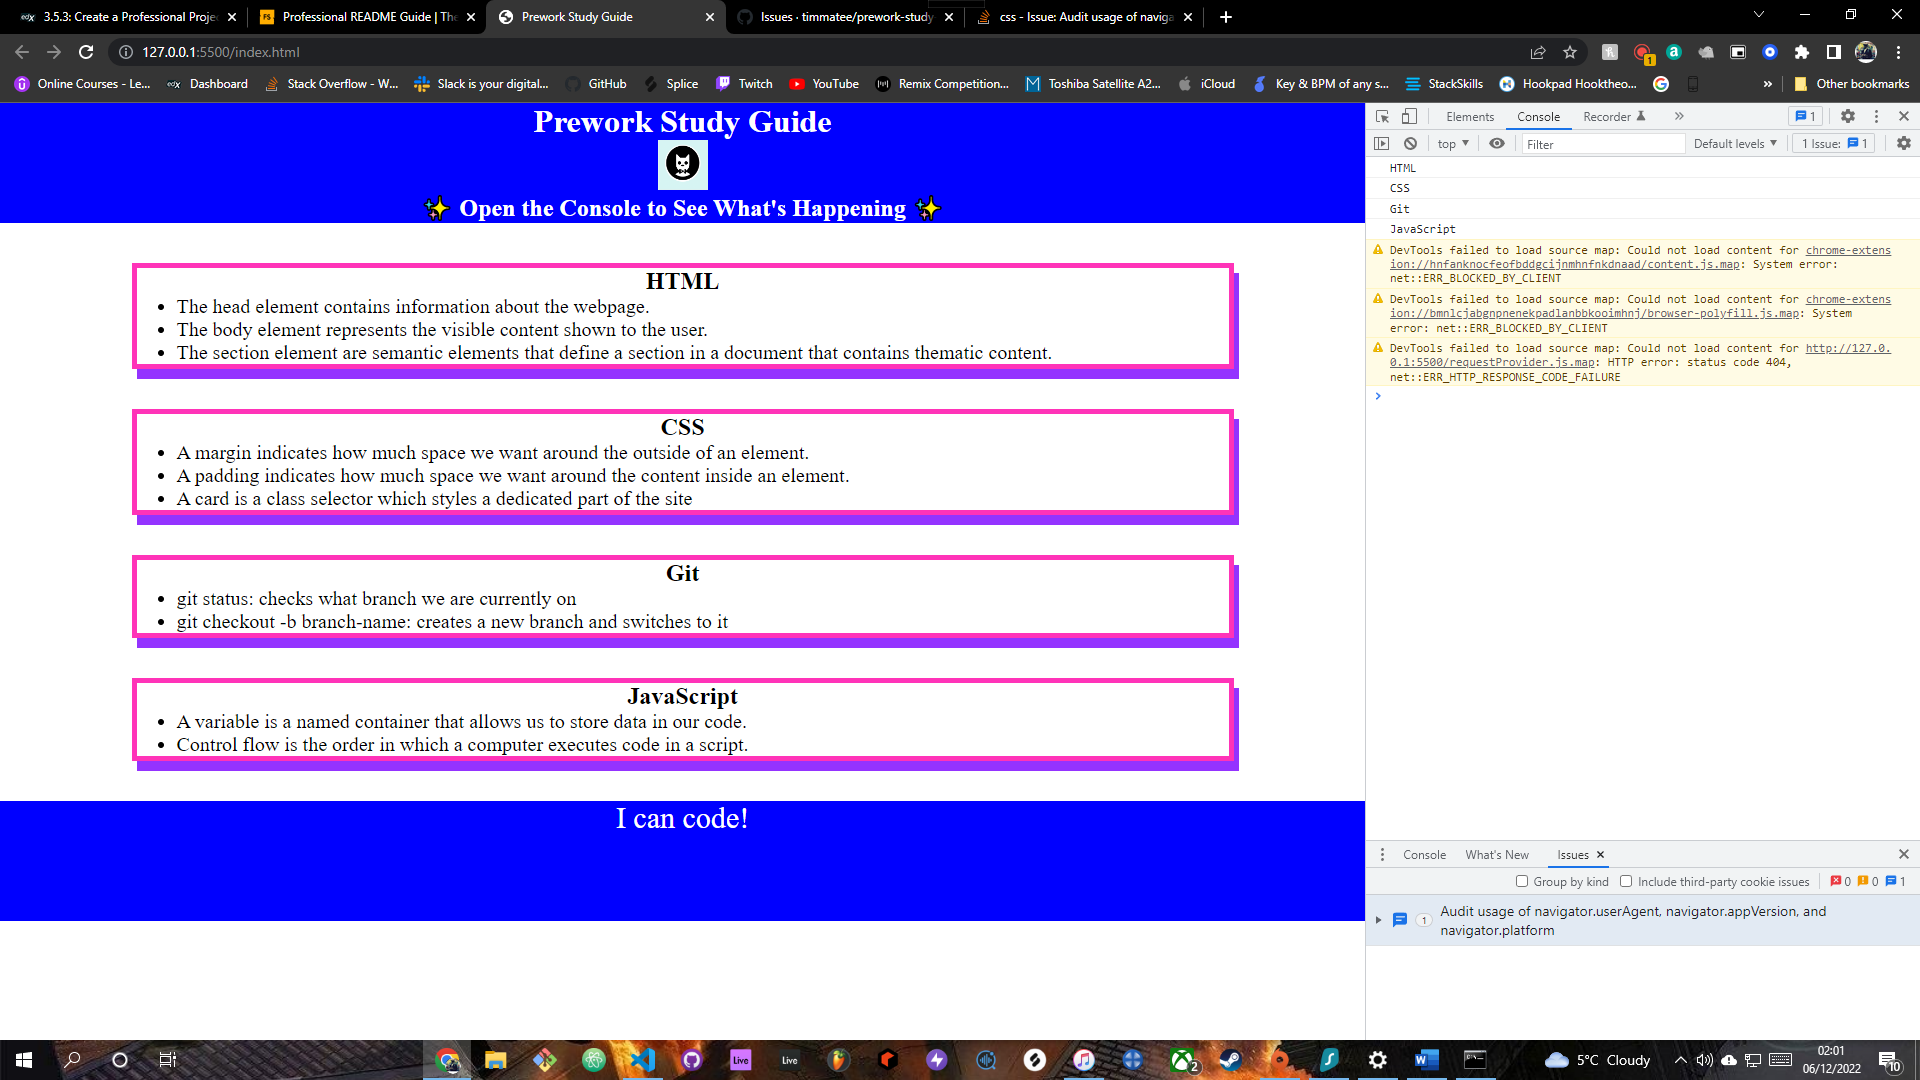 3.5.3: Create a Professional Proje
Professional README Guide | The
Prework Study Guide
Issues · timmatee/prework-study
css - Issue: Audit usage of naviga
127.0.0.1:5500/index.html
Online Courses - Le...
edX
Dashboard
Stack Overflow - W...
Slack is your digital...
GitHub
Splice
Twitch
YouTube
Remix Competition...
Toshiba Satellite A2...
iCloud
Key & BPM of any s...
StackSkills
Hookpad Hooktheo...
Other bookmarks
Prework Study Guide
✨ Open the Console to See What's Happening ✨
HTML
• The head element contains information about the webpage.
• The body element represents the visible content shown to the user.
• The section element are semantic elements that define a section in a document that contains thematic content.
CSS
• A margin indicates how much space we want around the outside of an element.
• A padding indicates how much space we want around the content inside an element.
• A card is a class selector which styles a dedicated part of the site
Git
• git status: checks what branch we are currently on
• git checkout -b branch-name: creates a new branch and switches to it
JavaScript
• A variable is a named container that allows us to store data in our code.
• Control flow is the order in which a computer executes code in a script.
I can code!
Elements Console Recorder 1
top Filter Default levels 1 Issue: 1
HTML
CSS
Git
JavaScript
DevTools failed to load source map: Could not load content for chrome-extens
ion://hnfanknocfeofbddgcijnmhnfnkdnaad/content.js.map: System error:
net::ERR_BLOCKED_BY_CLIENT
DevTools failed to load source map: Could not load content for chrome-extens
ion://bmnlcjabgnpnenekpadlanbbkooimhnj/browser-polyfill.js.map: System
error: net::ERR_BLOCKED_BY_CLIENT
DevTools failed to load source map: Could not load content for http://127.0.
0.1:5500/requestProvider.js.map: HTTP error: status code 404,
net::ERR_HTTP_RESPONSE_CODE_FAILURE
Console What's New Issues
Group by kind Include third-party cookie issues 0 0 1
1 Audit usage of navigator.userAgent, navigator.appVersion, and
navigator.platform
Live
Live
2
5°C Cloudy
02:01
06/12/2022
10